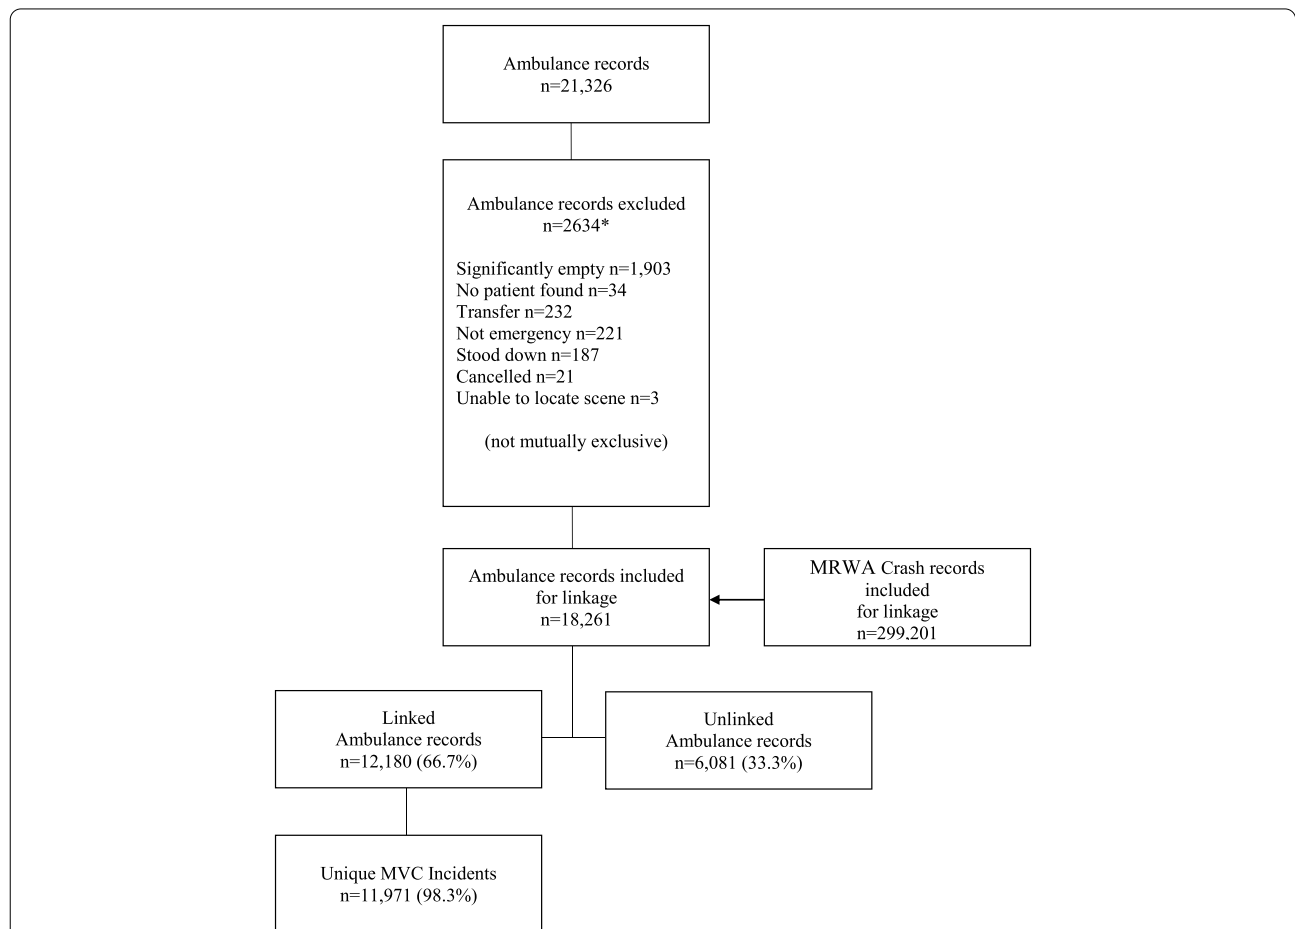 Ambulance records
n=21,326
Ambulance records excluded
n=2634*
Significantly empty n=1,903
No patient found n=34
Transfer n=232
Not emergency n=221
Stood down n=187
Cancelled n=21
Unable to locate scene n=3
(not mutually exclusive)
Ambulance records included
for linkage
n=18,261
MRWA Crash records
included
for linkage
n=299,201
Linked
Ambulance records
n=12,180 (66.7%)
Unlinked
Ambulance records
n=6,081 (33.3%)
Unique MVC Incidents
n=11,971 (98.3%)